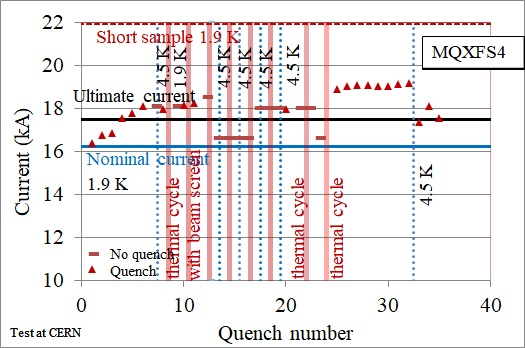 22
20
18
16
14
12
10
Current (kA)
Short sample 1.9 K
MQXFS4
4.5 K
1.9 K
4.5 K
4.5 K
4.5 K
4.5 K
Ultimate current
Nominal current
1.9 K
4.5 K
thermal cycle
with beam screen
thermal cycle
thermal cycle
No quench
Quench
0
10
20
30
40
Test at CERN
Quench number